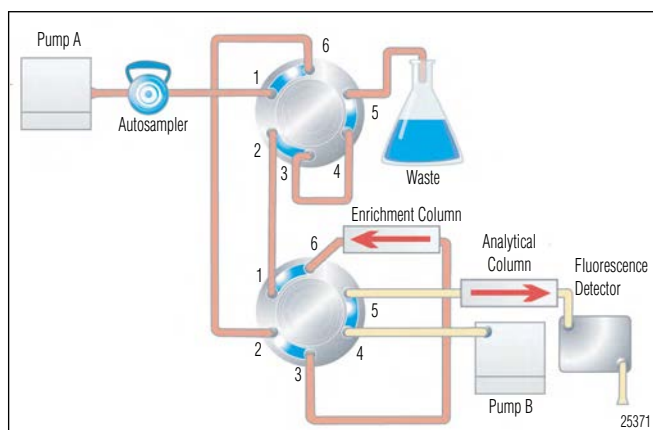 Pump A
Autosampler
1
2
3
4
5
6
Waste
Enrichment Column
Analytical
Column
Fluorescence
Detector
1
2
3
4
5
6
Pump B
25371